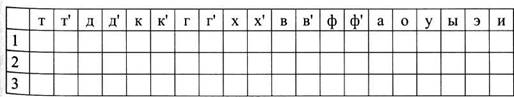 т т' д д' к к' г г' х х' в в' ф ф' а о у ы э и
1
2
3